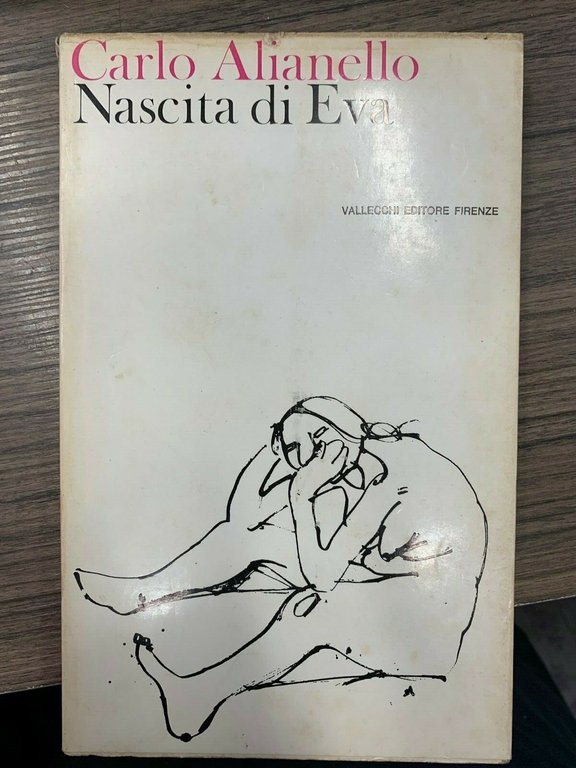 Carlo Alianello
Nascita di Eva
VALLECCHI EDITORE FIRENZE